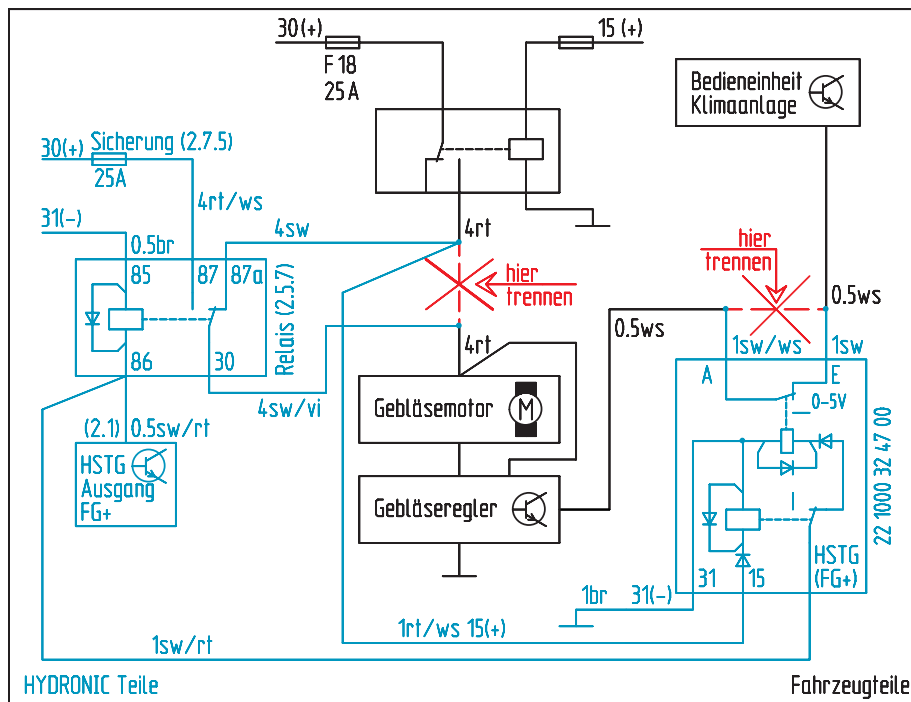 30(+)
15 (+)
F 18
25A
Bedieneinheit
Klimaanlage
30(+)
Sicherung (2.7.5)
25A
4rt/ws
31(-)
0.5br
4sw
4rt
85
87
87a
Relais (2.5.7)
hier
trennen
hier
trennen
0.5ws
0.5ws
86
30
4rt
1sw/ws
1sw
4sw/vi
A
E
0-5V
Gebläsemotor
M
(2.1)
0.5sw/rt
HSTG
Ausgang
FG+
Gebläseregler
22 1000 32 47 00
HSTG
(FG+)
31
15
1br
31(-)
1rt/ws 15(+)
1sw/rt
HYDRONIC Teile
Fahrzeugteile